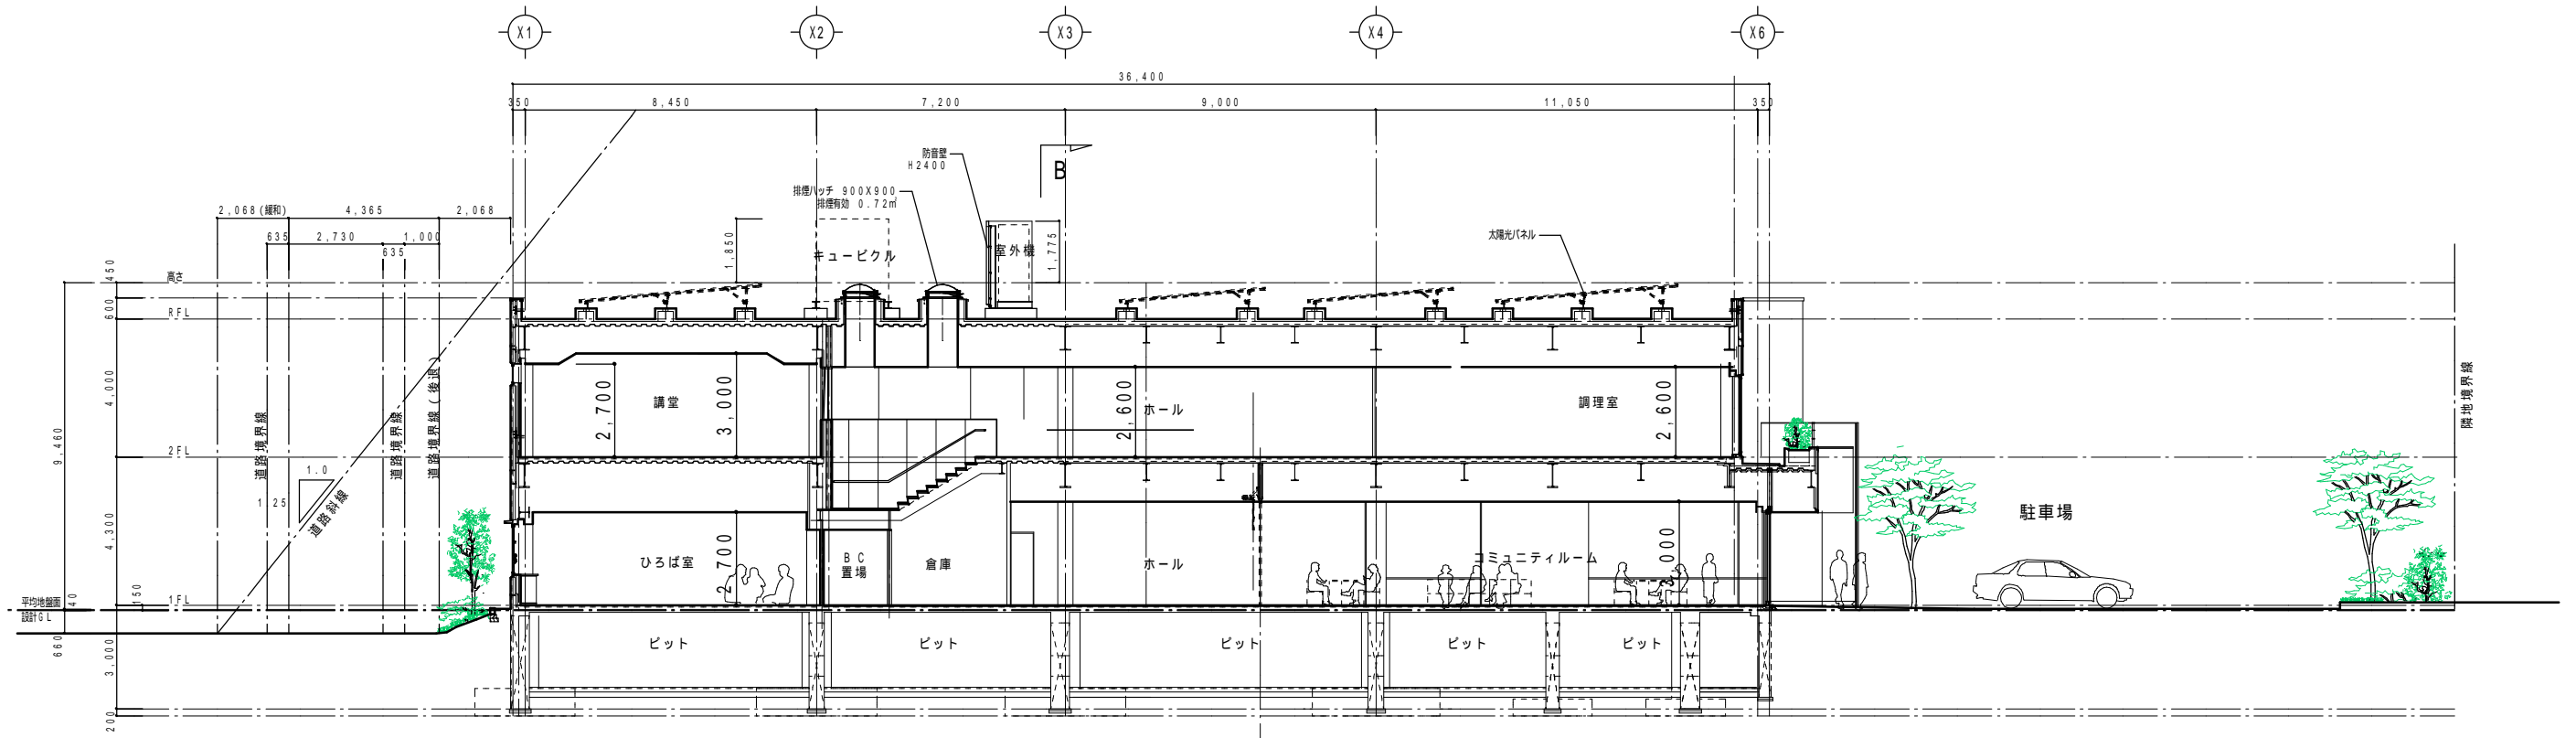 X1
X2
X3
X4
X6
36,400
350
8,450
7,200
9,000
11,050
350
防音壁
H2400
B
排煙ハッチ 900X900
排煙有効 0.72㎡
2,068(緩和)
4,365
2,068
635
2,730
1,000
635
1,850
キュービクル
室外機
1,775
太陽光パネル
450
高さ
600
RFL
4,000
9,460
2FL
道路境界線
道路境界線
道路境界線(後退)
1.0
1.25
道路斜線
講堂
2,700
3,000
2,600
ホール
調理室
2,600
隣地境界線
4,300
150
平均地盤面
設計GL
1FL
40
660
3,000
200
ひろば室
2,700
BC
置場
倉庫
ホール
コミュニティルーム
3,000
駐車場
ピット
ピット
ピット
ピット
ピット